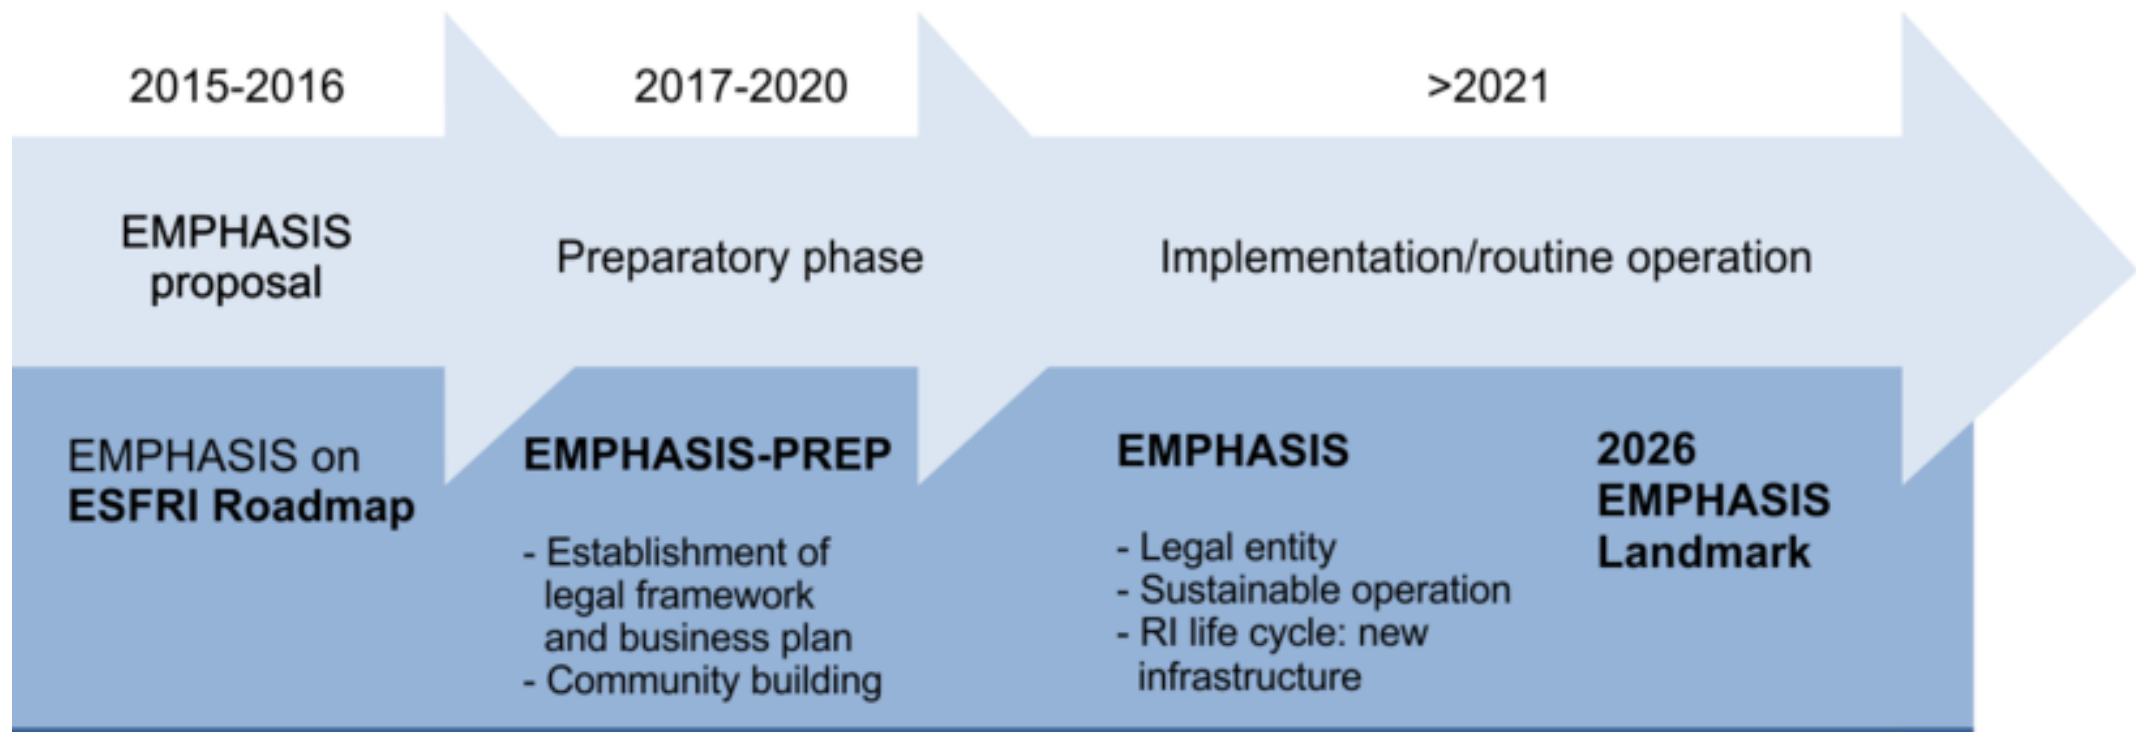 2015-2016
2017-2020
>2021
EMPHASIS
proposal
Preparatory phase
Implementation/routine operation
EMPHASIS on
ESFRI Roadmap
EMPHASIS-PREP
- Establishment of
legal framework
and business plan
- Community building
EMPHASIS
- Legal entity
- Sustainable operation
- RI life cycle: new
infrastructure
2026
EMPHASIS
Landmark